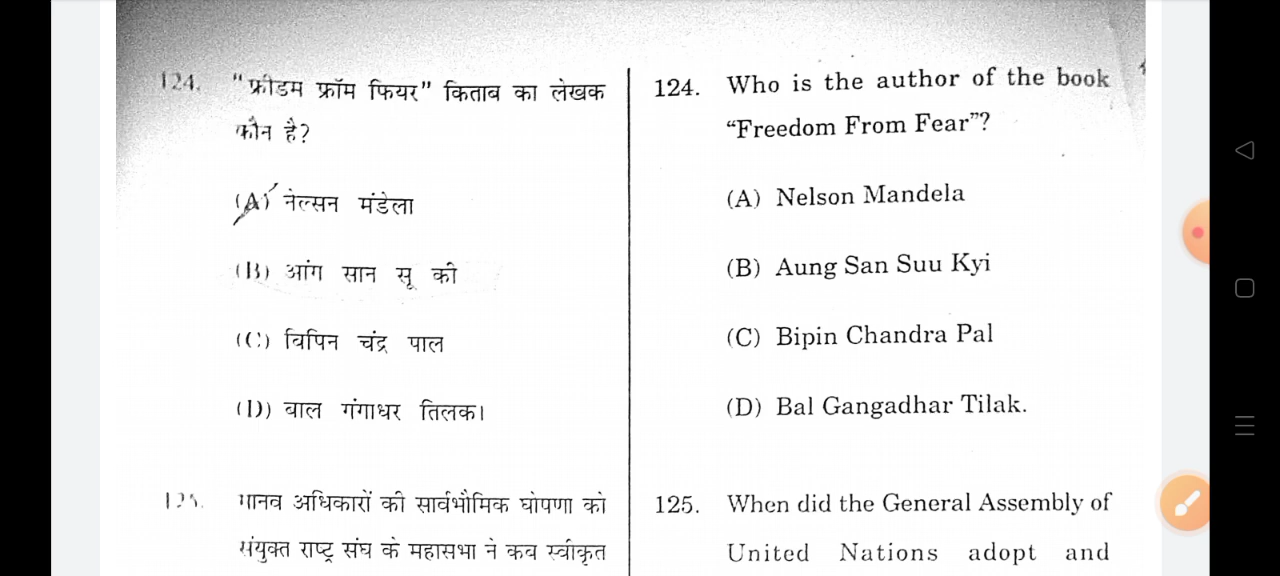 124. "फ्रीडम फ्रॉम फियर" किताब का लेखक
कौन है?
(A) नेल्सन मंडेला
(B) आंग सान सू की
(C) विपिन चंद्र पाल
(D) बाल गंगाधर तिलक।
125. मानव अधिकारों की सार्वभौमिक घोषणा को
संयुक्त राष्ट्र संघ के महासभा ने कब स्वीकृत
124. Who is the author of the book
“Freedom From Fear”?
(A) Nelson Mandela
(B) Aung San Suu Kyi
(C) Bipin Chandra Pal
(D) Bal Gangadhar Tilak.
125. When did the General Assembly of
United Nations adopt and